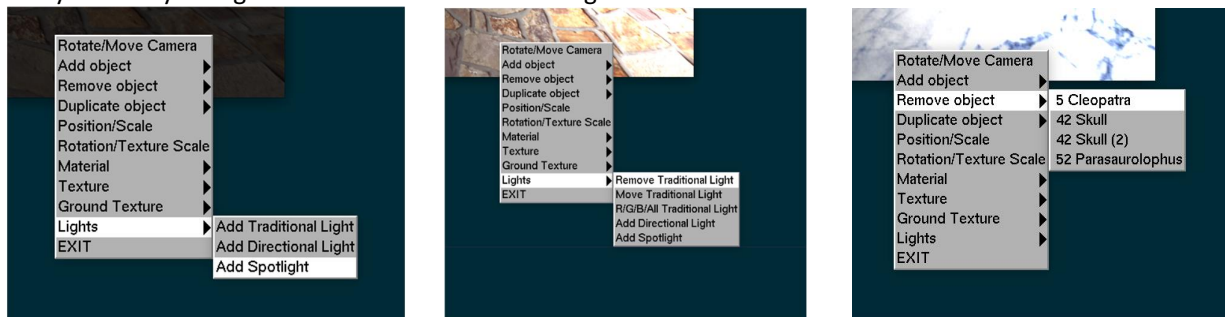 Rotate/Move Camera
Add object
Remove object
Duplicate object
Position/Scale
Rotation/Texture Scale
Material
Texture
Ground Texture
Lights
EXIT
Add Traditional Light
Add Directional Light
Add Spotlight
Rotate/Move Camera
Add object
Remove object
Duplicate object
Position/Scale
Rotation/Texture Scale
Material
Texture
Ground Texture
Lights
EXIT
Remove Traditional Light
Move Traditional Light
R/G/B/All Traditional Light
Add Directional Light
Add Spotlight
Rotate/Move Camera
Add object
Remove object
Duplicate object
Position/Scale
Rotation/Texture Scale
Material
Texture
Ground Texture
Lights
EXIT
5 Cleopatra
42 Skull
42 Skull (2)
52 Parasaurolophus